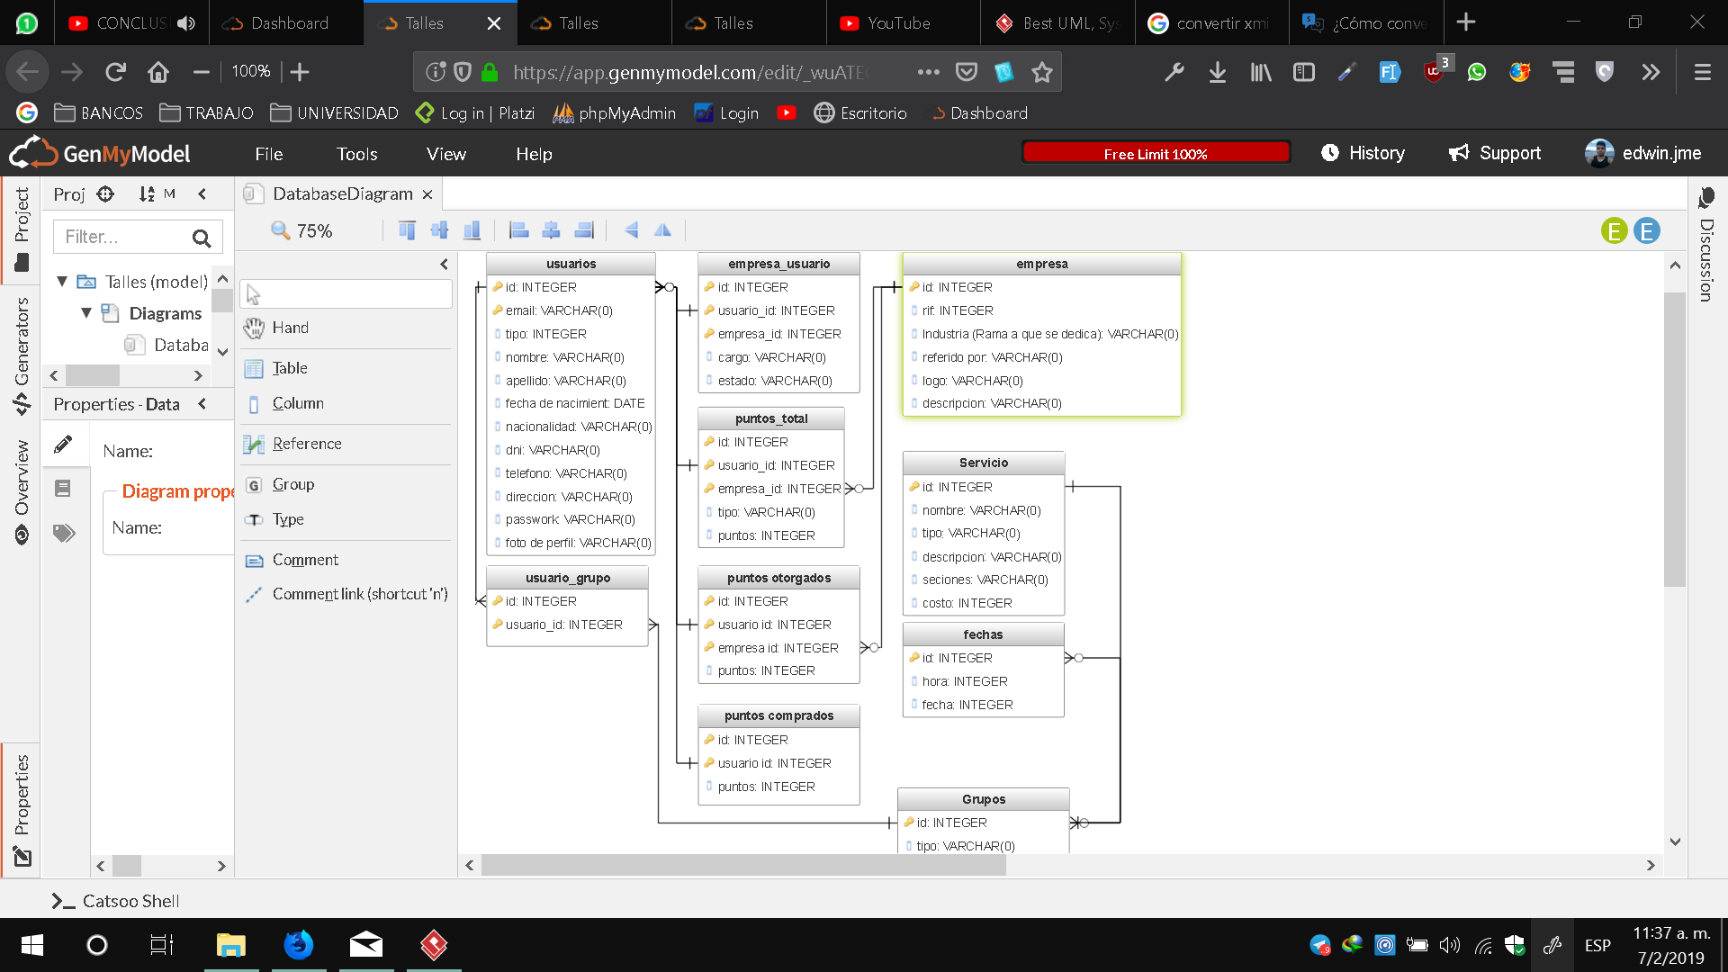 1
CONCLUS
Dashboard
Talles
Talles
Talles
YouTube
Best UML, Sy
convertir xmi
¿Cómo conve
100%
https://app.genmymodel.com/edit/_wuATE
3
BANCOS
TRABAJO
UNIVERSIDAD
Log in | Platzi
phpMyAdmin
Login
Escritorio
Dashboard
GenMyModel
File
Tools
View
Help
Free Limit 100%
History
Support
edwin.jme
Project
Generators
Overview
Properties
Proj
M
Filter...
Talles (model)
Diagrams
Databa
Properties - Data
Name:
Diagram prope
Name:
DatabaseDiagram
75%
E
E
Discussion
Hand
Table
Column
Reference
Group
Type
Comment
Comment link (shortcut 'n')
usuarios
id: INTEGER
email: VARCHAR(0)
tipo: INTEGER
nombre: VARCHAR(0)
apellido: VARCHAR(0)
fecha de nacimient: DATE
nacionalidad: VARCHAR(0)
dni: VARCHAR(0)
telefono: VARCHAR(0)
direccion: VARCHAR(0)
passwork: VARCHAR(0)
foto de perfil: VARCHAR(0)
usuario_grupo
id: INTEGER
usuario_id: INTEGER
empresa_usuario
id: INTEGER
usuario_id: INTEGER
empresa_id: INTEGER
cargo: VARCHAR(0)
estado: VARCHAR(0)
puntos_total
id: INTEGER
usuario_id: INTEGER
empresa_id: INTEGER
tipo: VARCHAR(0)
puntos: INTEGER
puntos otorgados
id: INTEGER
usuario id: INTEGER
empresa id: INTEGER
puntos: INTEGER
puntos comprados
id: INTEGER
usuario id: INTEGER
puntos: INTEGER
empresa
id: INTEGER
rif: INTEGER
Industria (Rama a que se dedica): VARCHAR(0)
referido por: VARCHAR(0)
logo: VARCHAR(0)
descripcion: VARCHAR(0)
Servicio
id: INTEGER
nombre: VARCHAR(0)
tipo: VARCHAR(0)
descripcion: VARCHAR(0)
seciones: VARCHAR(0)
costo: INTEGER
fechas
id: INTEGER
hora: INTEGER
fecha: INTEGER
Grupos
id: INTEGER
tipo: VARCHAR(0)
Catsoo Shell
ESP
11:37 a. m.
7/2/2019